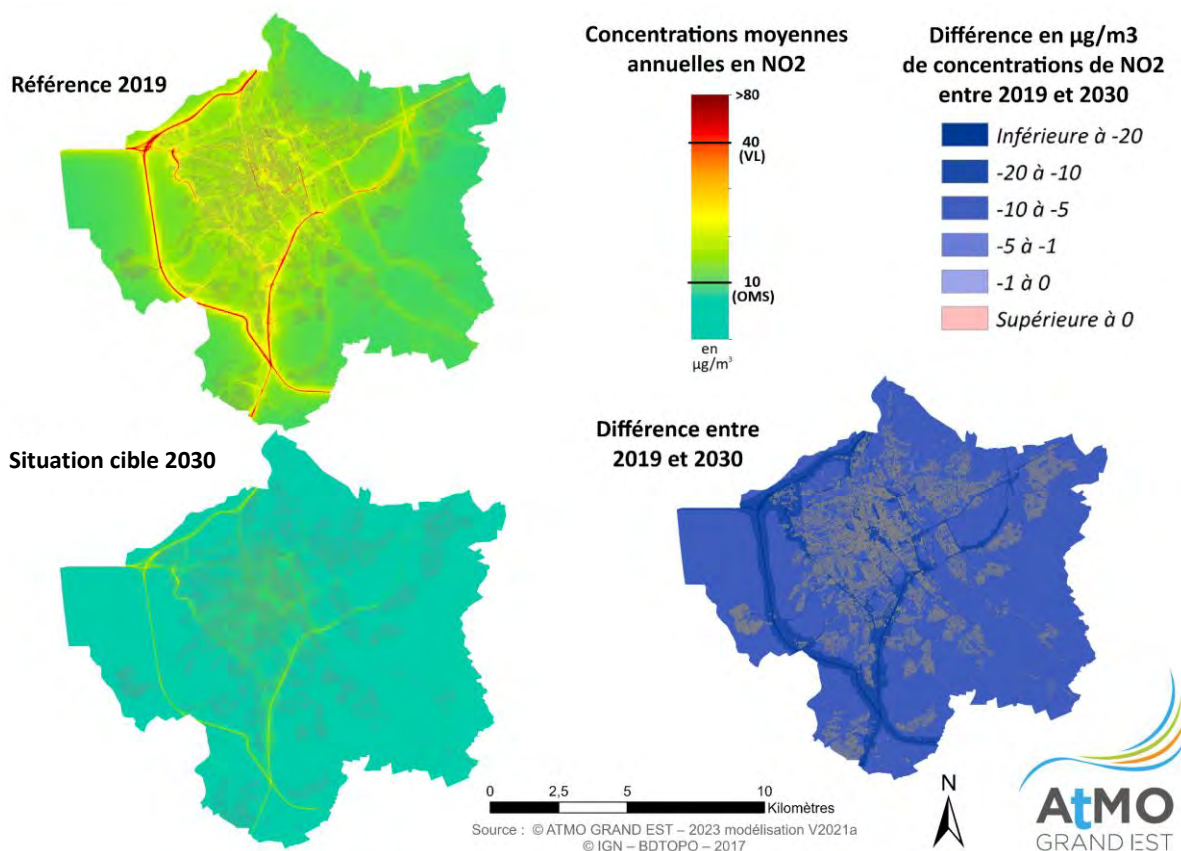 Référence 2019
Concentrations moyennes
annuelles en NO2
>80
40
(VL)
10
(OMS)
en
µg/m³
Différence en µg/m3
de concentrations de NO2
entre 2019 et 2030
Inférieure à -20
-20 à -10
-10 à -5
-5 à -1
-1 à 0
Supérieure à 0
Situation cible 2030
Différence entre
2019 et 2030
0 2,5 5 10
Kilomètres
Source : © ATMO GRAND EST – 2023 modélisation V2021a
© IGN – BDTOPO – 2017
N
AtMO
GRAND EST